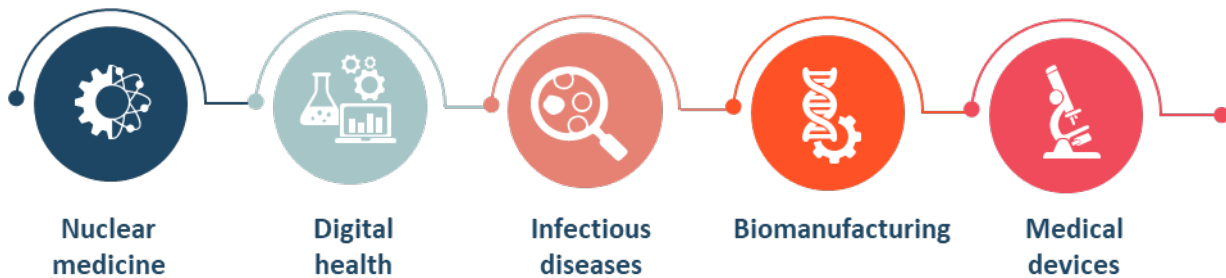 Nuclear
medicine
Digital
health
Infectious
diseases
Biomanufacturing
Medical
devices